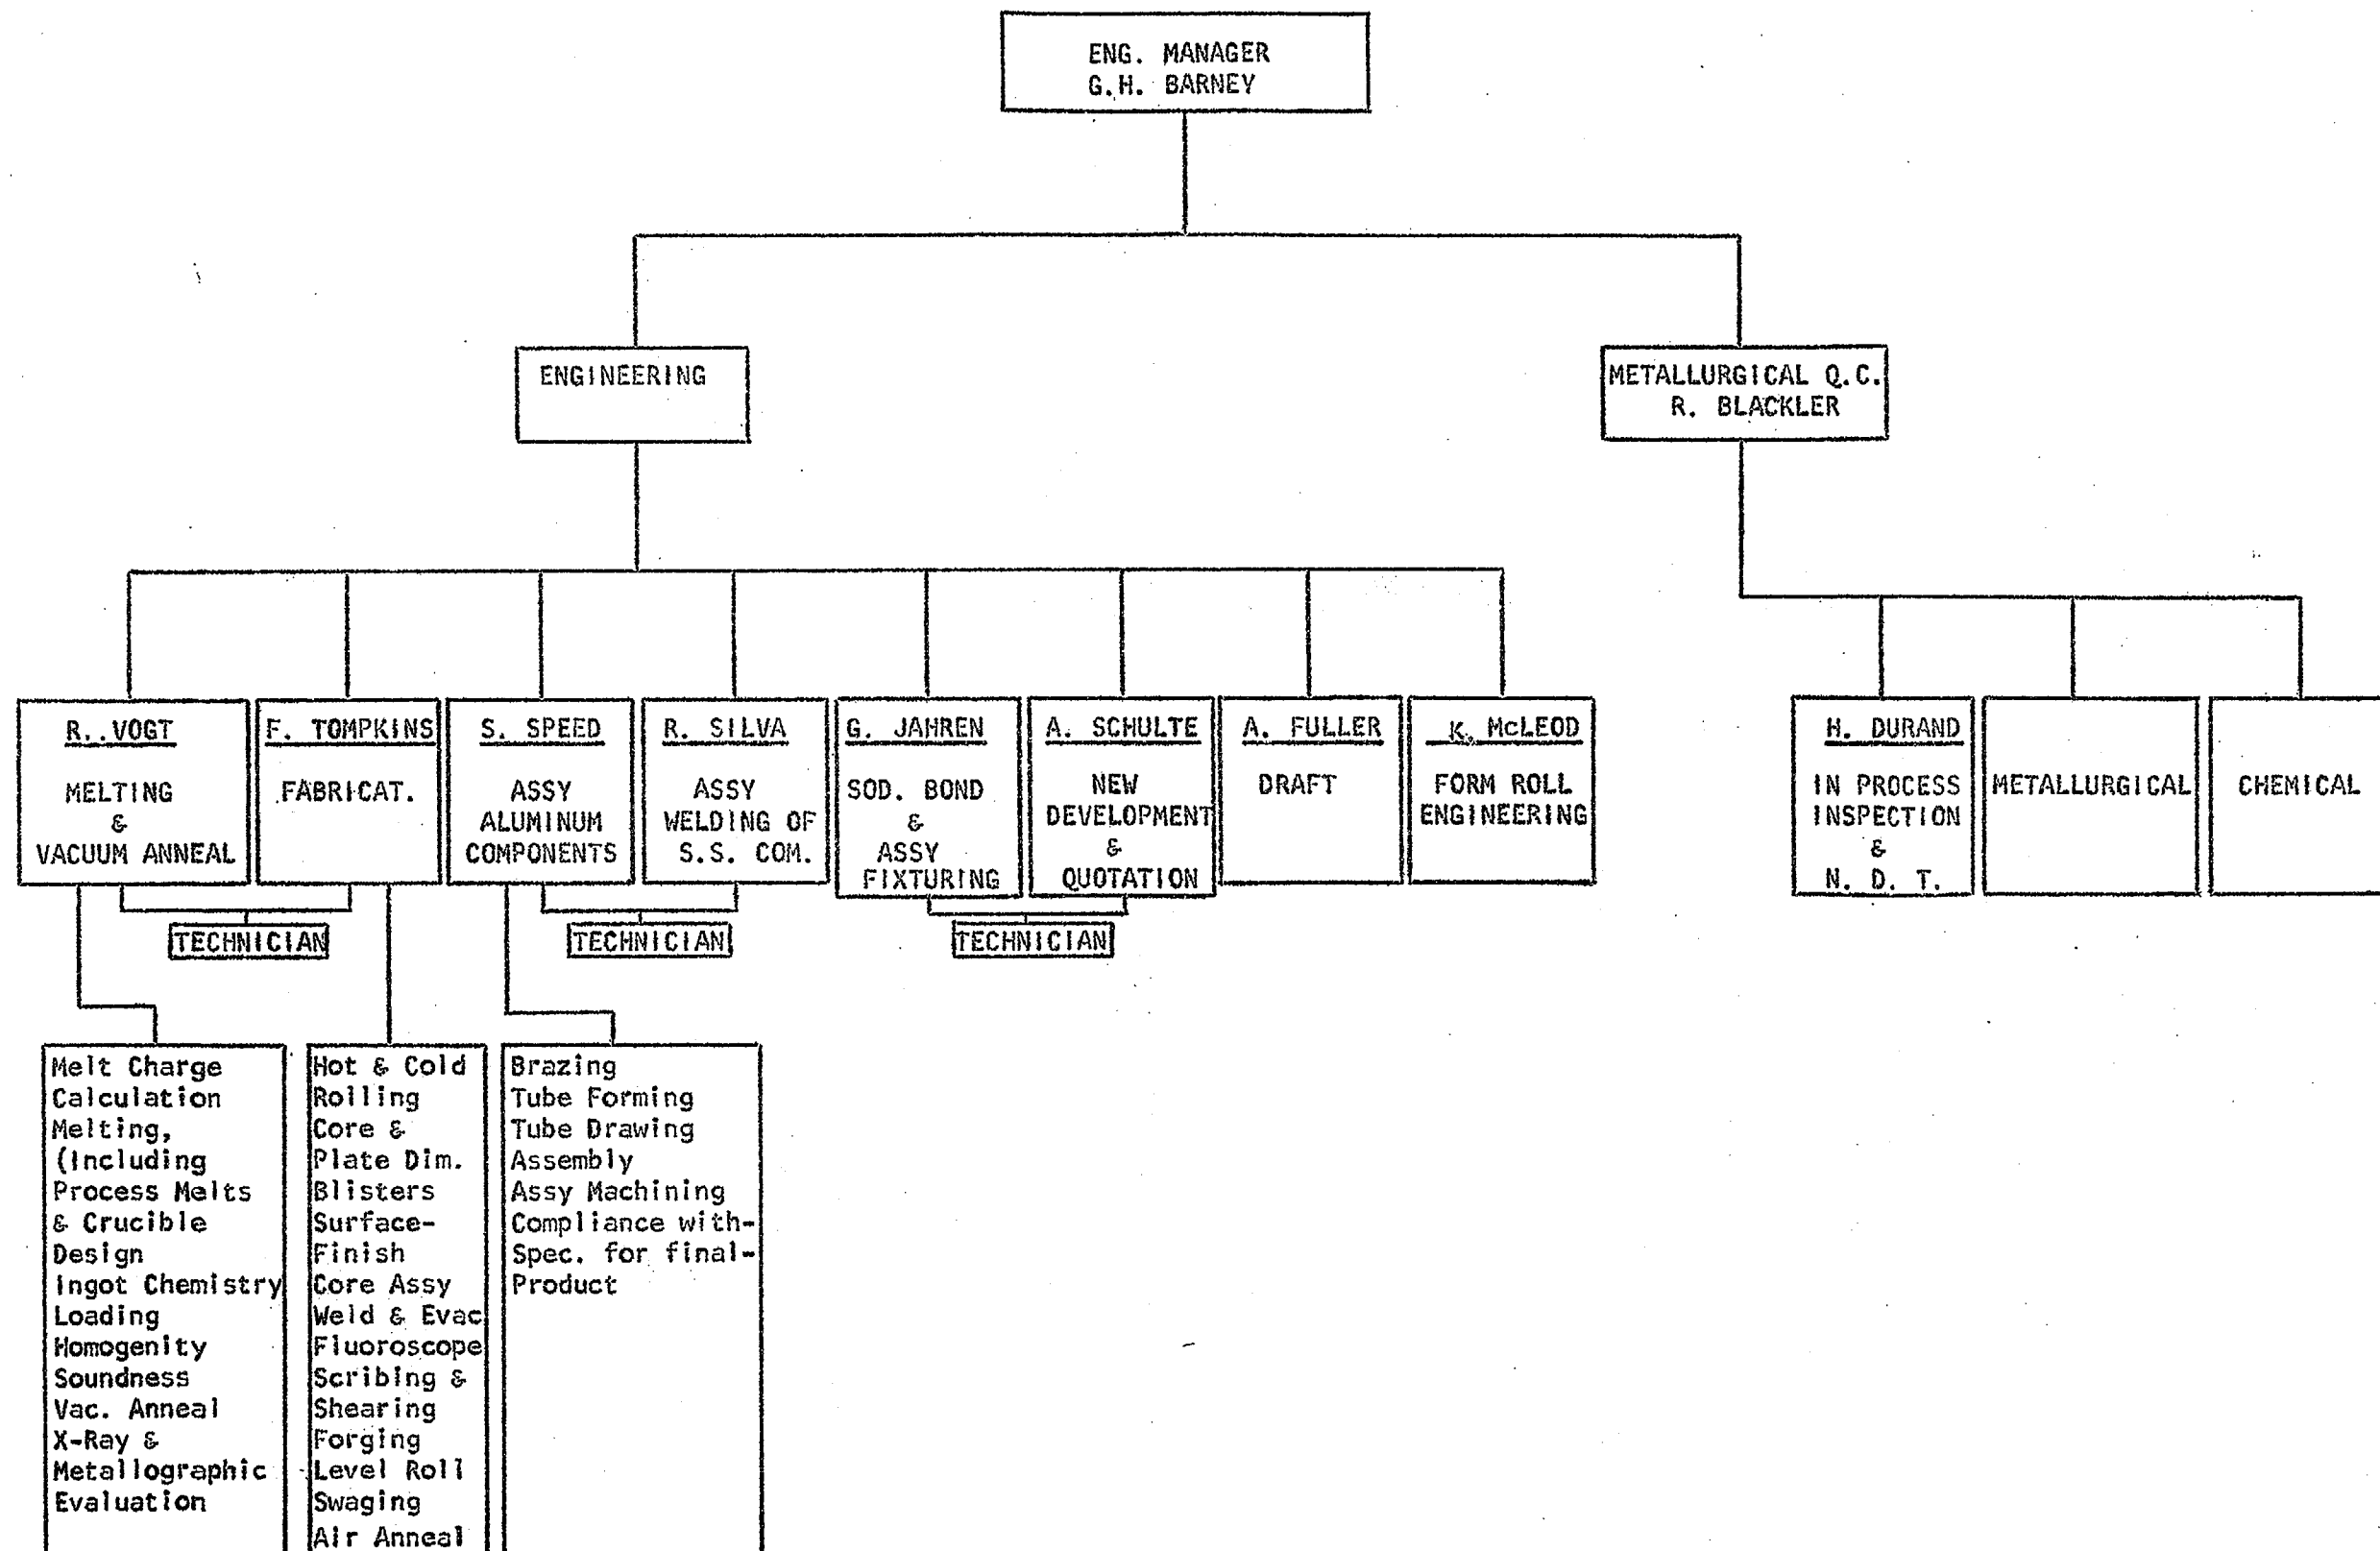 ENG. MANAGER
G.H. BARNEY
ENGINEERING
METALLURGICAL Q.C.
R. BLACKLER
R. VOGT
MELTING
&
VACUUM ANNEAL
F. TOMPKINS
FABRICAT.
S. SPEED
ASSY
ALUMINUM
COMPONENTS
R. SILVA
ASSY
WELDING OF
S.S. COM.
G. JAHREN
SOD. BOND
&
ASSY
FIXTURING
A. SCHULTE
NEW
DEVELOPMENT
&
QUOTATION
A. FULLER
DRAFT
K. McLEOD
FORM ROLL
ENGINEERING
H. DURAND
IN PROCESS
INSPECTION
&
N. D. T.
METALLURGICAL
CHEMICAL
TECHNICIAN
TECHNICIAN
TECHNICIAN
Melt Charge
Calculation
Melting,
(Including
Process Melts
& Crucible
Design
Ingot Chemistry
Loading
Homogenity
Soundness
Vac. Anneal
X-Ray &
Metallographic
Evaluation
Hot & Cold
Rolling
Core &
Plate Dim.
Blisters
Surface-
Finish
Core Assy
Weld & Evac
Fluoroscope
Scribing &
Shearing
Forging
Level Roll
Swaging
Air Anneal
Brazing
Tube Forming
Tube Drawing
Assembly
Assy Machining
Compliance with-
Spec. for final-
Product